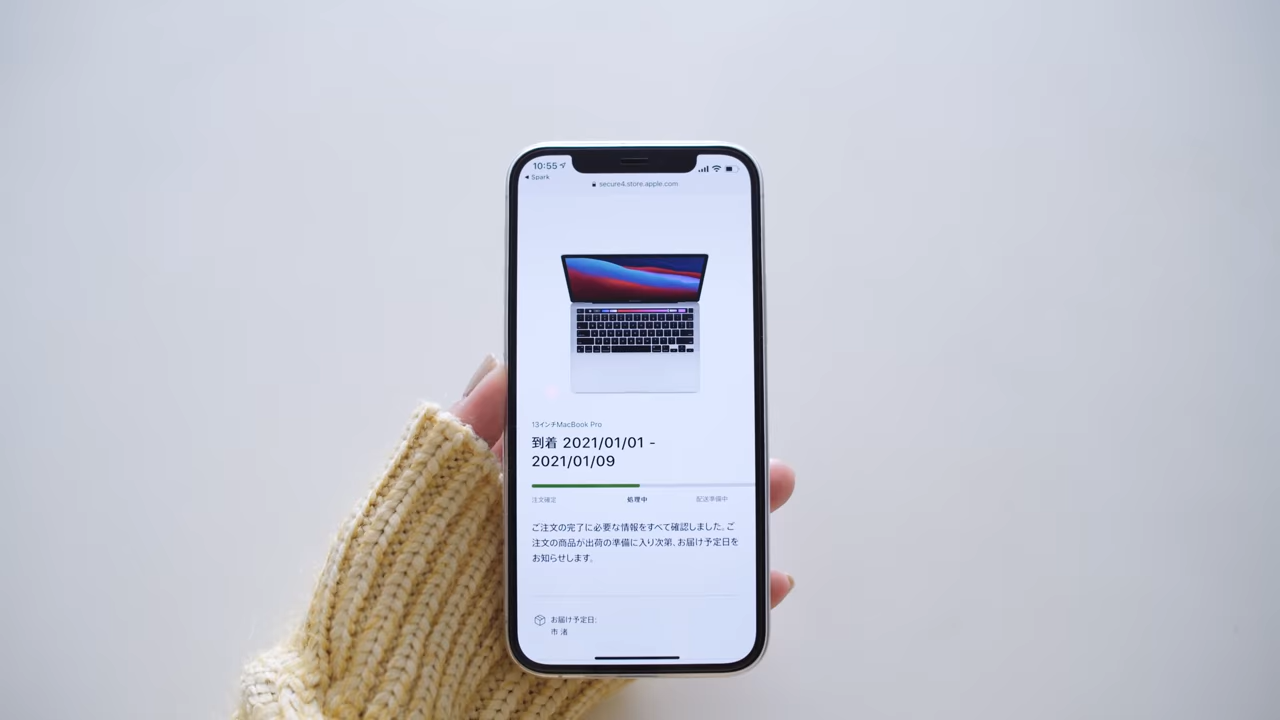 10:55
Spark
secure4.store.apple.com
13インチMacBook Pro
到着 2021/01/01 -
2021/01/09
注文確定 処理中 配送準備中
ご注文の完了に必要な情報をすべて確認しました。ご
注文の商品が出荷の準備に入り次第、お届け予定日を
お知らせします。
お届け予定日:
市 渚